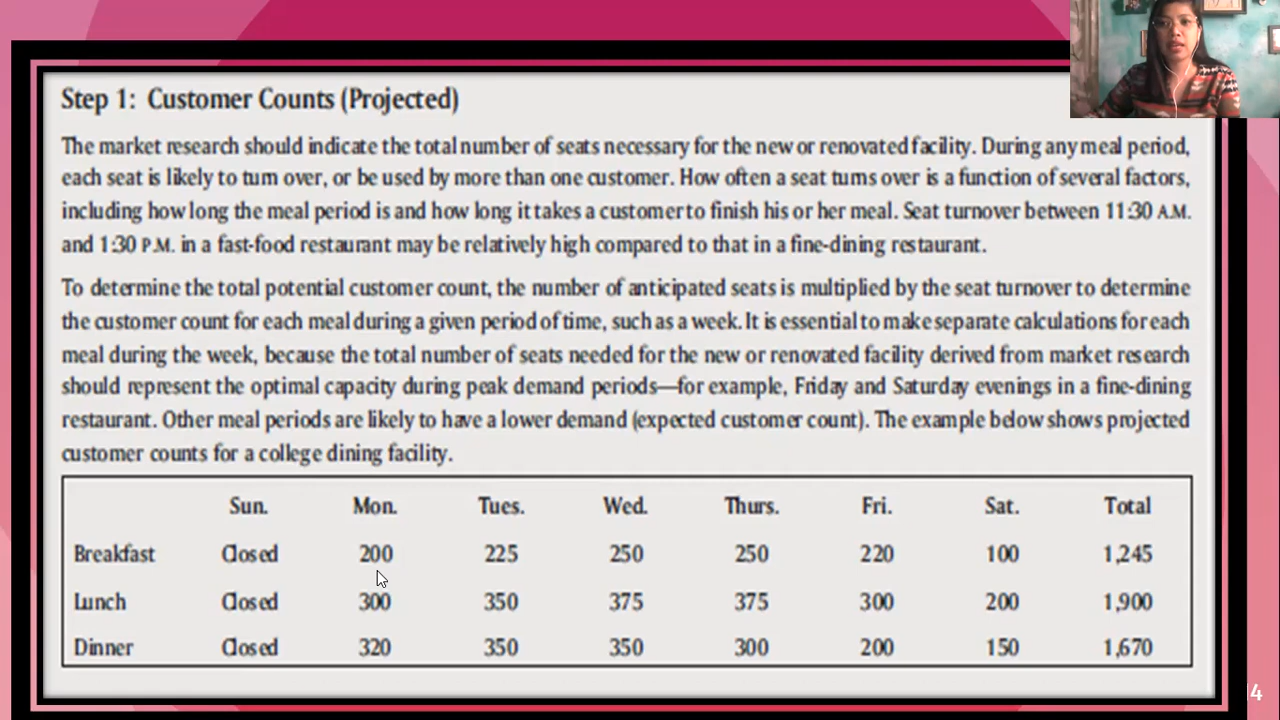 Step 1: Customer Counts (Projected)
The market research should indicate the total number of seats necessary for the new or renovated facility. During any meal period,
each seat is likely to turn over, or be used by more than one customer. How often a seat turns over is a function of several factors,
including how long the meal period is and how long it takes a customer to finish his or her meal. Seat turnover between 11:30 A.M.
and 1:30 P.M. in a fast-food restaurant may be relatively high compared to that in a fine-dining restaurant.
To determine the total potential customer count, the number of anticipated seats is multiplied by the seat turnover to determine
the customer count for each meal during a given period of time, such as a week. It is essential to make separate calculations for each
meal during the week, because the total number of seats needed for the new or renovated facility derived from market research
should represent the optimal capacity during peak demand periods—for example, Friday and Saturday evenings in a fine-dining
restaurant. Other meal periods are likely to have a lower demand (expected customer count). The example below shows projected
customer counts for a college dining facility.
Sun. Mon. Tues. Wed. Thurs. Fri. Sat. Total
Breakfast Closed 200 225 250 250 220 100 1,245
Lunch Closed 300 350 375 375 300 200 1,900
Dinner Closed 320 350 350 300 200 150 1,670
14